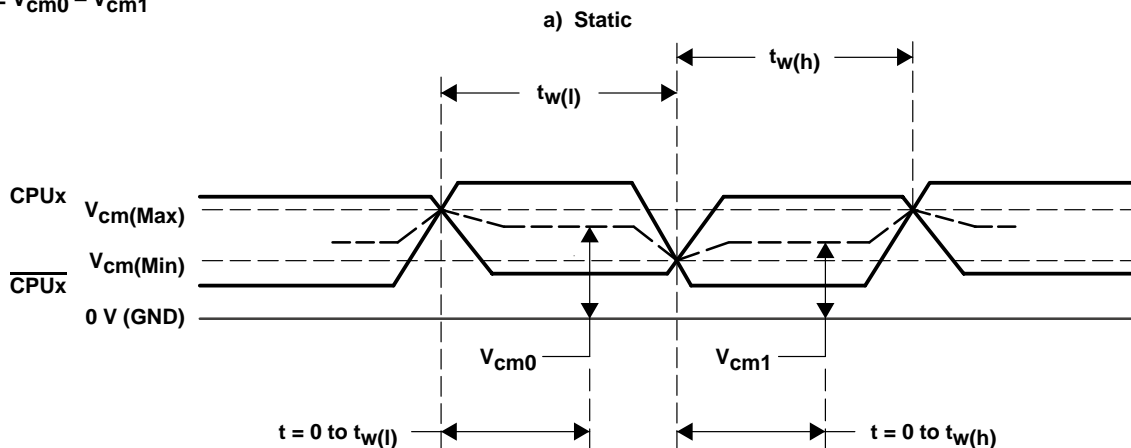 = Vcm0 – Vcm1
a) Static
tw(h)
tw(l)
CPUx
Vcm(Max)
Vcm(Min)
CPUx
0 V (GND)
Vcm0
Vcm1
t = 0 to tw(l)
t = 0 to tw(h)